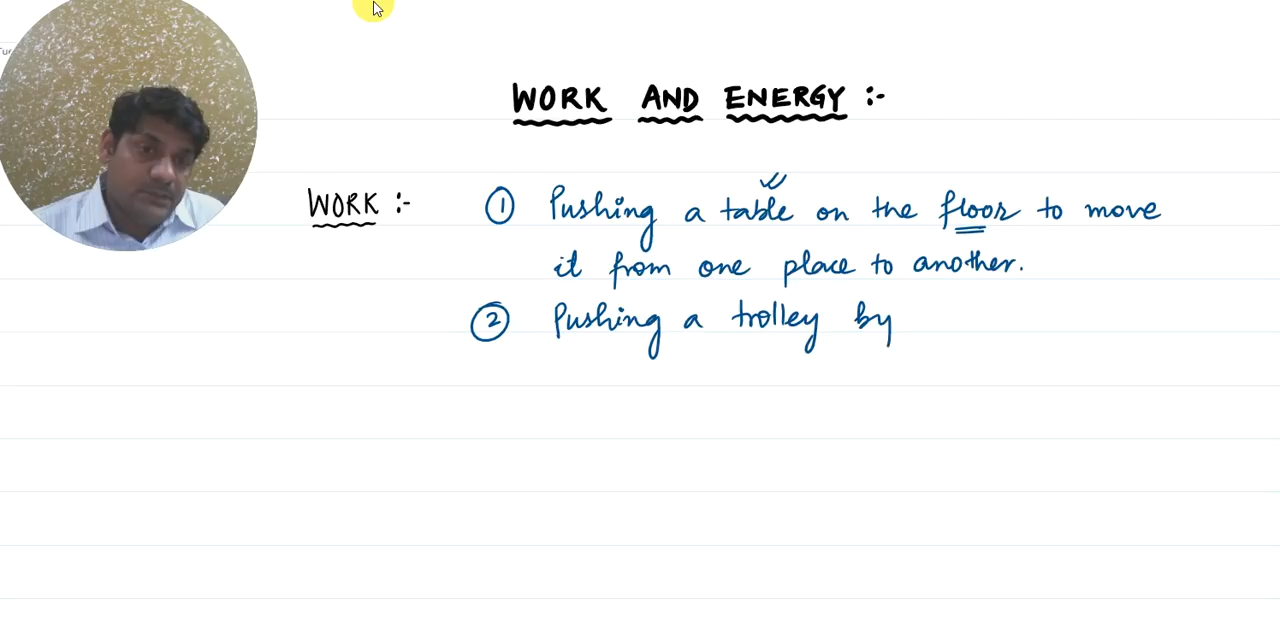 WORK AND ENERGY :-
WORK :- ① Pushing a table on the floor to move
it from one place to another.
② Pushing a trolley by